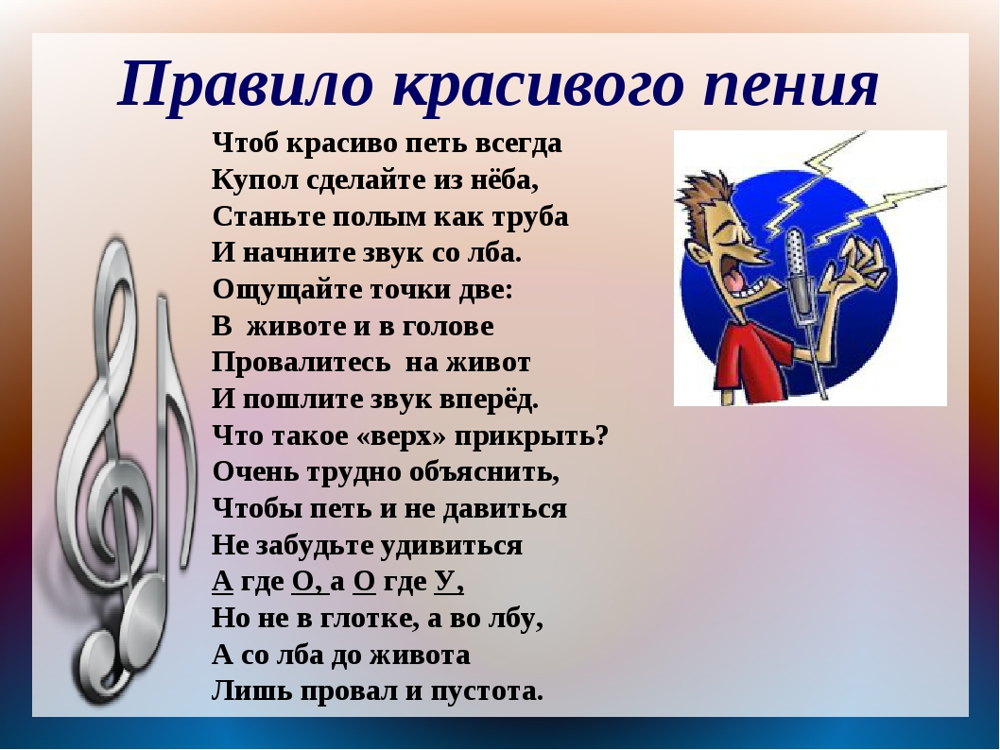 Правило красивого пения
Чтоб красиво петь всегда
Купол сделайте из нёба,
Станьте полым как труба
И начните звук со лба.
Ощущайте точки две:
В  животе и в голове
Провалитесь  на живот
И пошлите звук вперёд.
Что такое «верх» прикрыть?
Очень трудно объяснить,
Чтобы петь и не давиться
Не забудьте удивиться
А где О, а О где У,
Но не в глотке, а во лбу,
А со лба до живота
Лишь провал и пустота.